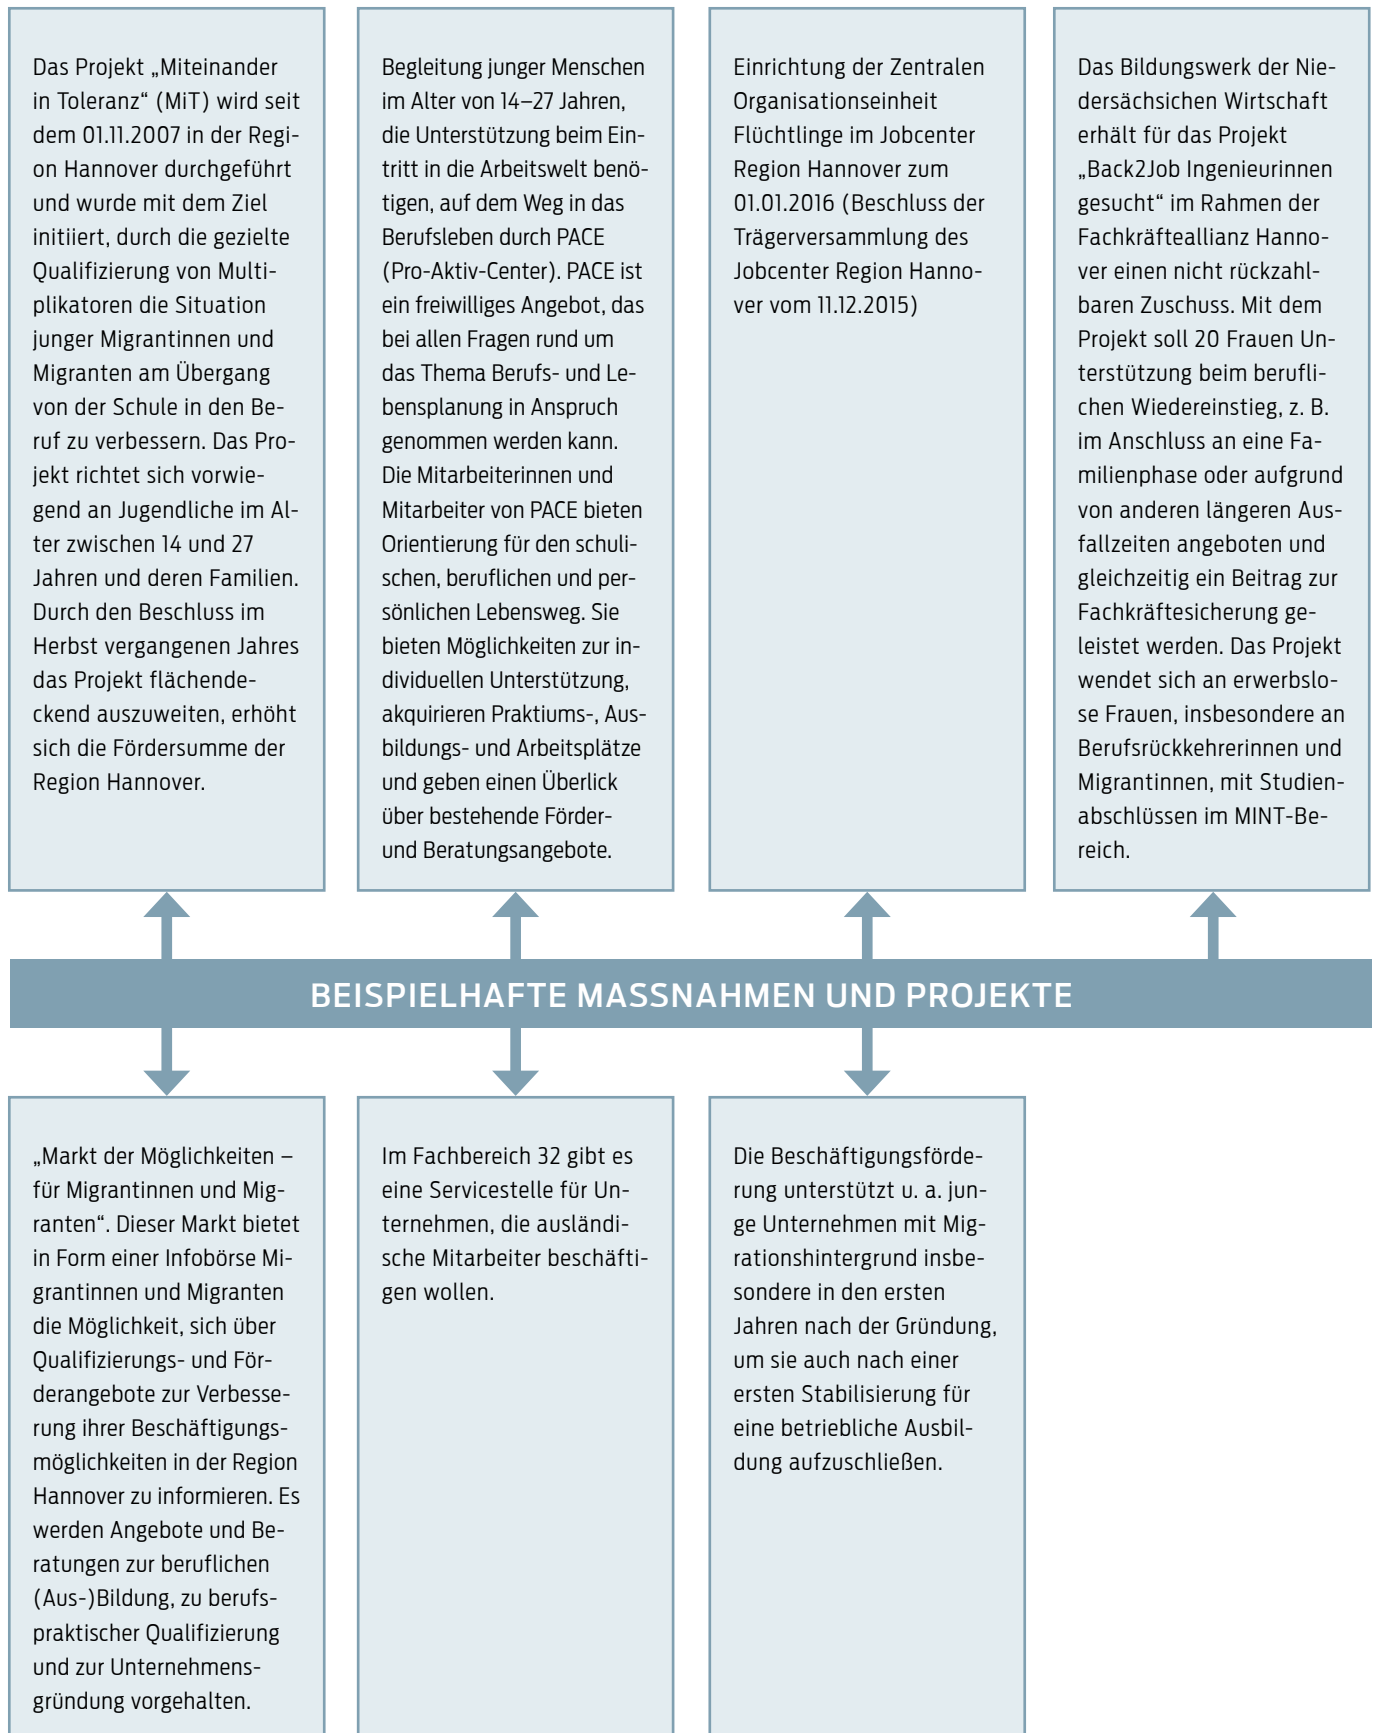 Das Projekt „Miteinander
in Toleranz“ (MiT) wird seit
dem 01.11.2007 in der Regi-
on Hannover durchgeführt
und wurde mit dem Ziel
initiiert, durch die gezielte
Qualifizierung von Multi-
plikatoren die Situation
junger Migrantinnen und
Migranten am Übergang
von der Schule in den Be-
ruf zu verbessern. Das Pro-
jekt richtet sich vorwie-
gend an Jugendliche im Al-
ter zwischen 14 und 27
Jahren und deren Familien.
Durch den Beschluss im
Herbst vergangenen Jahres
das Projekt flächende-
ckend auszuweiten, erhöht
sich die Fördersumme der
Region Hannover.
Begleitung junger Menschen
im Alter von 14–27 Jahren,
die Unterstützung beim Ein-
tritt in die Arbeitswelt benö-
tigen, auf dem Weg in das
Berufsleben durch PACE
(Pro-Aktiv-Center). PACE ist
ein freiwilliges Angebot, das
bei allen Fragen rund um
das Thema Berufs- und Le-
bensplanung in Anspruch
genommen werden kann.
Die Mitarbeiterinnen und
Mitarbeiter von PACE bieten
Orientierung für den schuli-
schen, beruflichen und per-
sönlichen Lebensweg. Sie
bieten Möglichkeiten zur in-
dividuellen Unterstützung,
akquirieren Praktiums-, Aus-
bildungs- und Arbeitsplätze
und geben einen Überlick
über bestehende Förder-
und Beratungsangebote.
Einrichtung der Zentralen
Organisationseinheit
Flüchtlinge im Jobcenter
Region Hannover zum
01.01.2016 (Beschluss der
Trägerversammlung des
Jobcenter Region Hanno-
ver vom 11.12.2015)
Das Bildungswerk der Nie-
dersächsichen Wirtschaft
erhält für das Projekt
„Back2Job Ingenieurinnen
gesucht“ im Rahmen der
Fachkräfteallianz Hanno-
ver einen nicht rückzahl-
baren Zuschuss. Mit dem
Projekt soll 20 Frauen Un-
terstützung beim berufli-
chen Wiedereinstieg, z. B.
im Anschluss an eine Fa-
milienphase oder aufgrund
von anderen längeren Aus-
fallzeiten angeboten und
gleichzeitig ein Beitrag zur
Fachkräftesicherung ge-
leistet werden. Das Projekt
wendet sich an erwerbslo-
se Frauen, insbesondere an
Berufsrückkehrerinnen und
Migrantinnen, mit Studien-
abschlüssen im MINT-Be-
reich.
BEISPIELHAFTE MASSNAHMEN UND PROJEKTE
„Markt der Möglichkeiten –
für Migrantinnen und Mig-
ranten“. Dieser Markt bietet
in Form einer Infobörse Mi-
grantinnen und Migranten
die Möglichkeit, sich über
Qualifizierungs- und För-
derangebote zur Verbesse-
rung ihrer Beschäftigungs-
möglichkeiten in der Region
Hannover zu informieren. Es
werden Angebote und Be-
ratungen zur beruflichen
(Aus-)Bildung, zu berufs-
praktischer Qualifizierung
und zur Unternehmens-
gründung vorgehalten.
Im Fachbereich 32 gibt es
eine Servicestelle für Un-
ternehmen, die ausländi-
sche Mitarbeiter beschäfti-
gen wollen.
Die Beschäftigungsförde-
rung unterstützt u. a. jun-
ge Unternehmen mit Mig-
rationshintergrund insbe-
sondere in den ersten
Jahren nach der Gründung,
um sie auch nach einer
ersten Stabilisierung für
eine betriebliche Ausbil-
dung aufzuschließen.